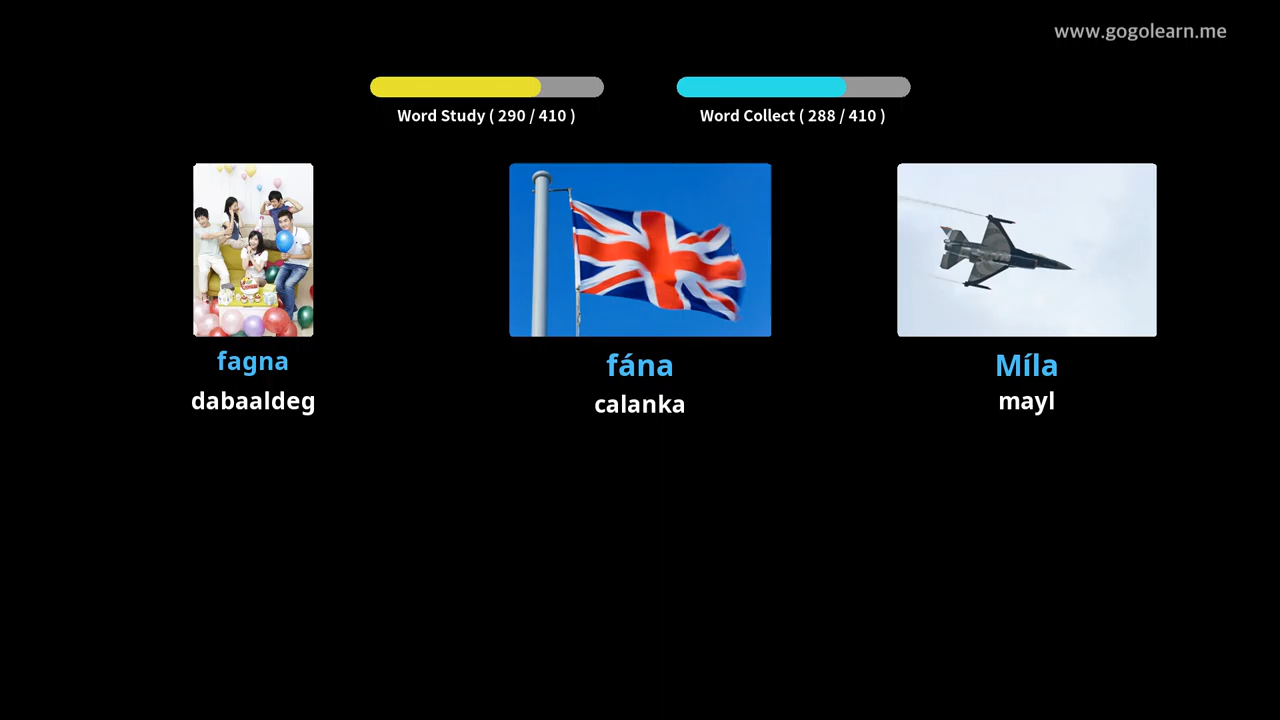 www.gogolearn.me
Word Study ( 290 / 410 )
Word Collect ( 288 / 410 )
fagna
dabaaldeg
fána
calanka
Míla
mayl